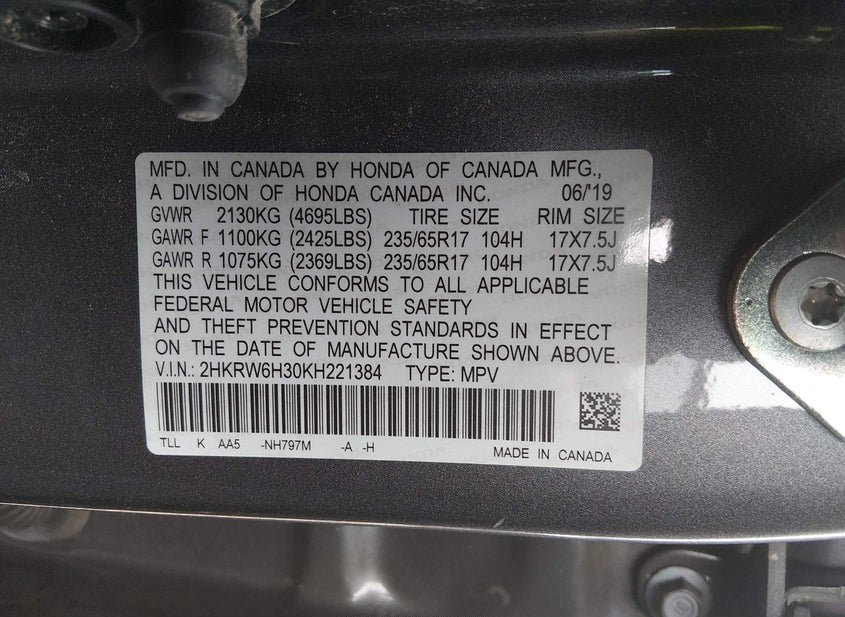 MFD. IN CANADA BY HONDA OF CANADA MFG.,
A DIVISION OF HONDA CANADA INC. 06/'19
GVWR 2130KG (4695LBS) TIRE SIZE RIM SIZE
GAWR F 1100KG (2425LBS) 235/65R17 104H 17X7.5J
GAWR R 1075KG (2369LBS) 235/65R17 104H 17X7.5J
THIS VEHICLE CONFORMS TO ALL APPLICABLE
FEDERAL MOTOR VEHICLE SAFETY
AND THEFT PREVENTION STANDARDS IN EFFECT
ON THE DATE OF MANUFACTURE SHOWN ABOVE.
V.I.N.: 2HKRW6H30KH221384 TYPE: MPV
TLL K AA5 -NH797M -A -H
MADE IN CANADA